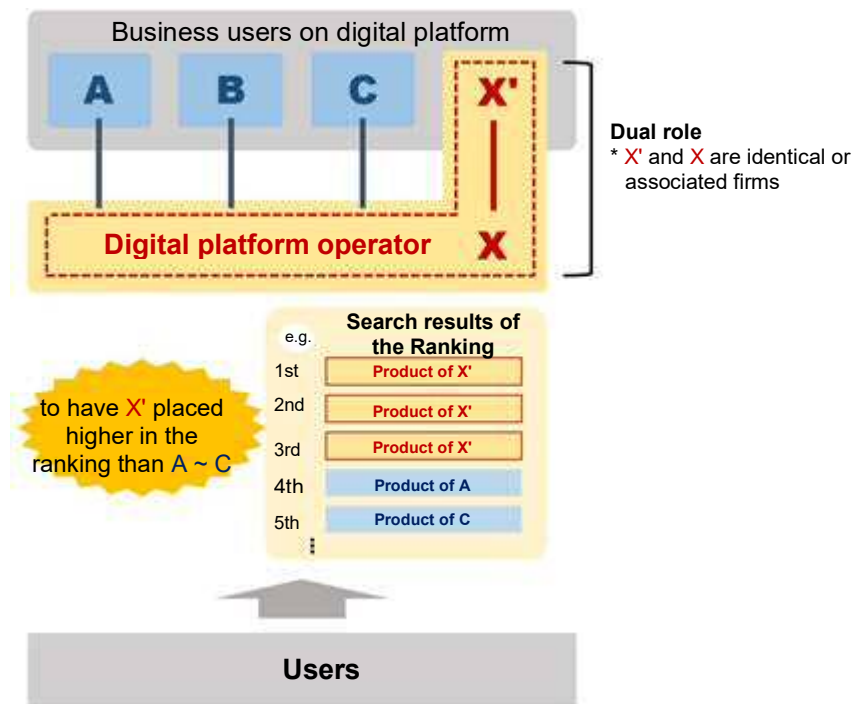 Business users on digital platform
A B C X'
Dual role
* X' and X are identical or
associated firms
Digital platform operator X
e.g.
Search results of
the Ranking
1st Product of X'
2nd Product of X'
3rd Product of X'
4th Product of A
5th Product of C
to have X' placed
higher in the
ranking than A ~ C
Users